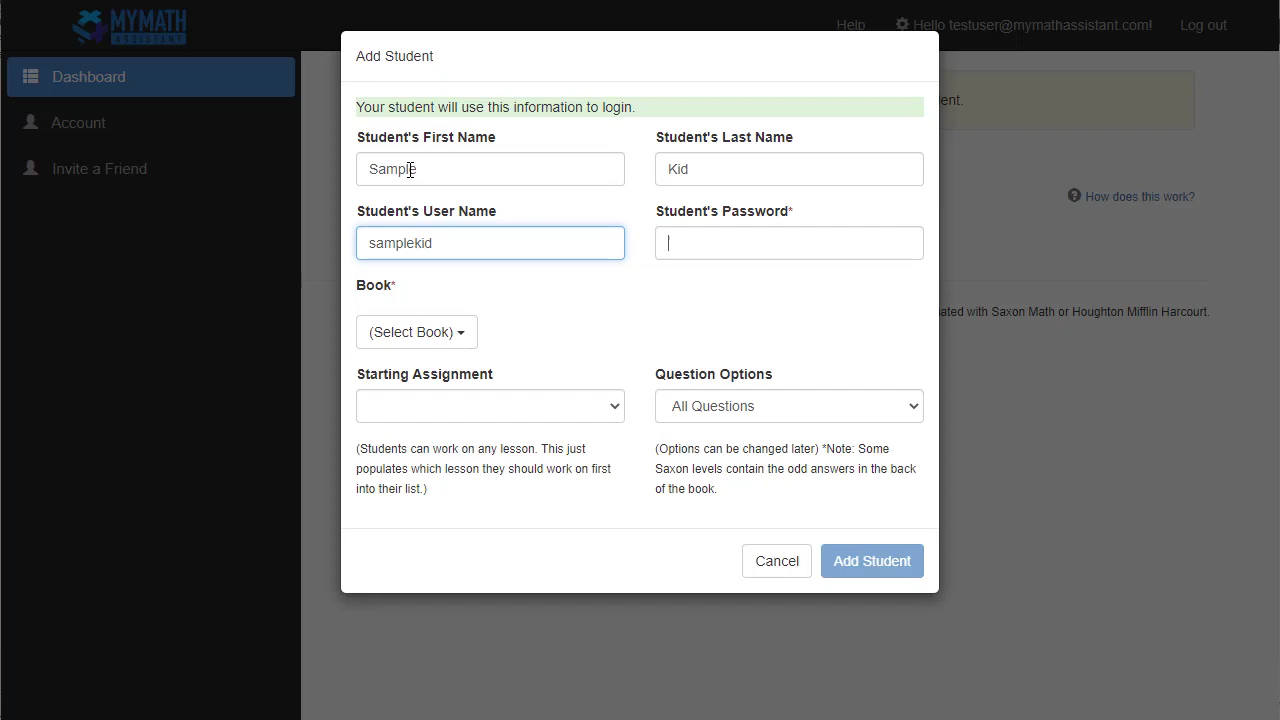 MYMATH
ASSISTANT
Help
Hello testuser@mymathassistant.com!
Log out
Dashboard
Account
Invite a Friend
Add Student
Your student will use this information to login.
Student's First Name
Student's Last Name
Sample
Kid
Student's User Name
Student's Password*
samplekid
Book*
(Select Book)
Starting Assignment
Question Options
All Questions
(Students can work on any lesson. This just
populates which lesson they should work on first
into their list.)
(Options can be changed later) *Note: Some
Saxon levels contain the odd answers in the back
of the book.
Cancel
Add Student
ent.
How does this work?
ated with Saxon Math or Houghton Mifflin Harcourt.